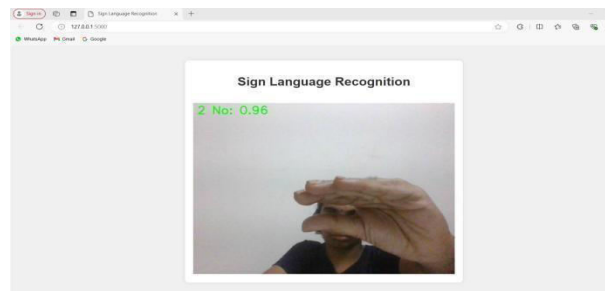 Sign in
Sign Language Recognition
127.0.0.1:5000
WhatsApp Gmail Google
Sign Language Recognition
2 No: 0.96